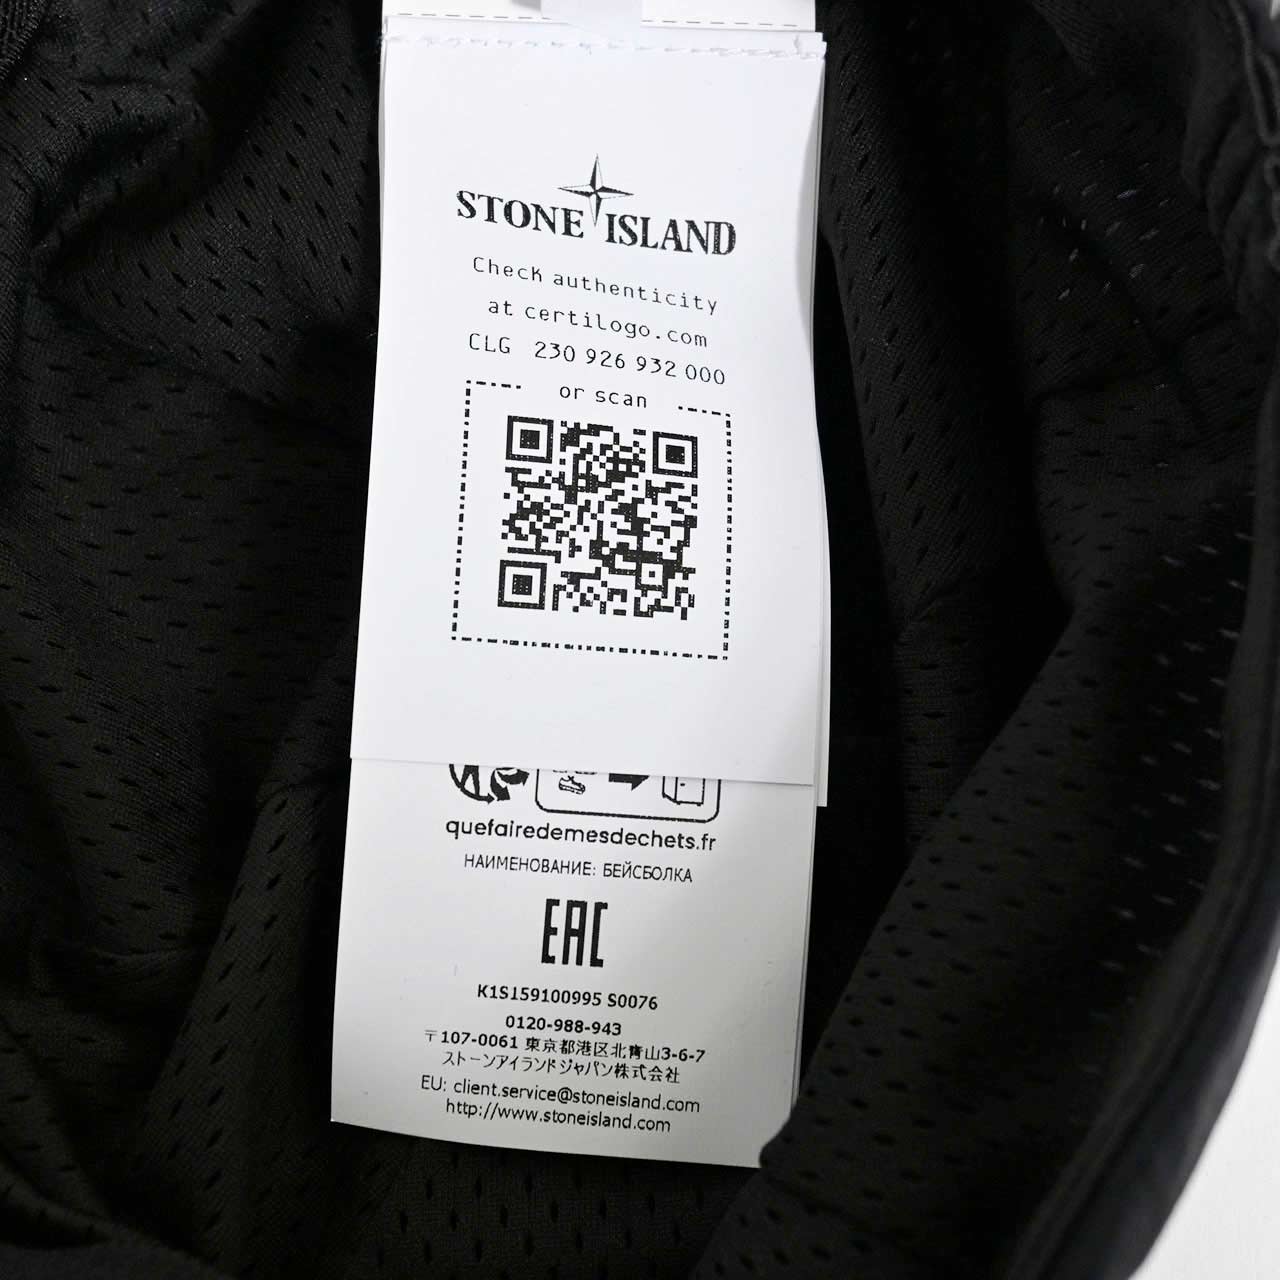 STONE ISLAND
Check authenticity
at certilogo.com
CLG 230 926 932 000
or scan
quefairedemesdechets.fr
НАИМЕНОВАНИЕ: БЕЙСБОЛКА
EAC
K1S159100995 S0076
0120-988-943
〒107-0061 東京都港区北青山3-6-7
ストーンアイランドジャパン株式会社
EU: client.service@stoneisland.com
http://www.stoneisland.com